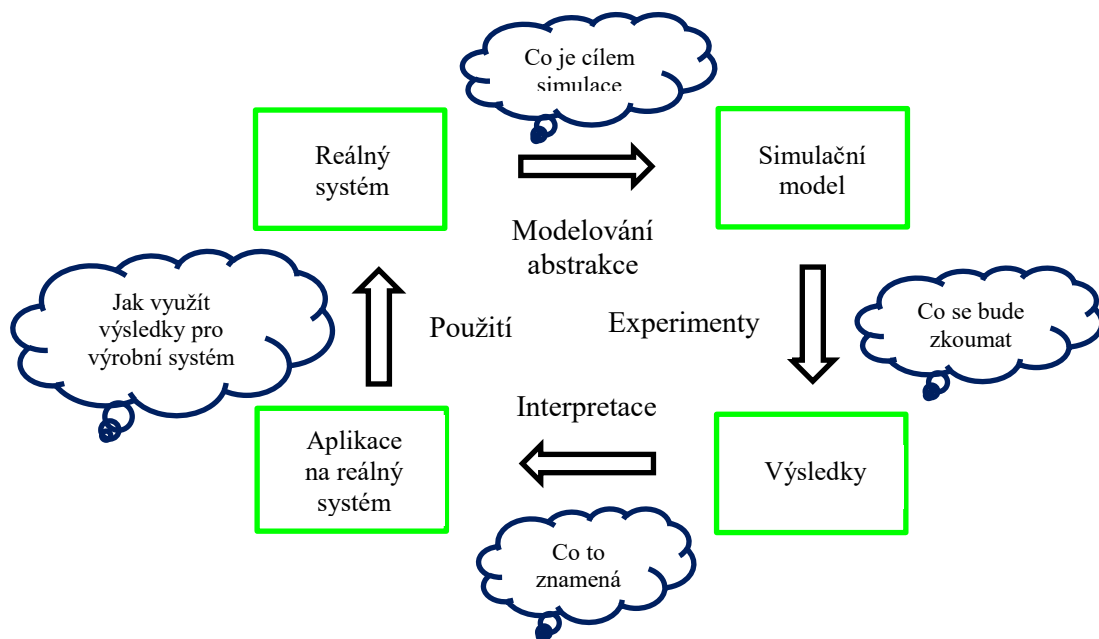 Co je cílem
simulace
Reálný
systém
Simulační
model
Modelování
abstrakce
Jak využít
výsledky pro
výrobní systém
Použití
Experimenty
Co se bude
zkoumat
Interpretace
Aplikace
na reálný
systém
Výsledky
Co to
znamená